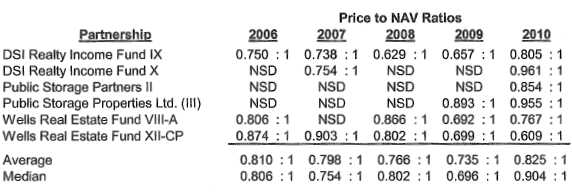 Price to NAV Ratios
Partnership 2006 2007 2008 2009 2010
DSI Realty Income Fund IX 0.750 : 1 0.738 : 1 0.629 : 1 0.657 : 1 0.805 : 1
DSI Realty Income Fund X NSD 0.754 : 1 NSD NSD 0.961 : 1
Public Storage Partners II NSD NSD NSD NSD 0.854 : 1
Public Storage Properties Ltd. (III) NSD NSD NSD 0.893 : 1 0.955 : 1
Wells Real Estate Fund VIII-A 0.806 : 1 NSD 0.866 : 1 0.692 : 1 0.767 : 1
Wells Real Estate Fund XII-CP 0.874 : 1 0.903 : 1 0.802 : 1 0.699 : 1 0.609 : 1
Average 0.810 : 1 0.798 : 1 0.766 : 1 0.735 : 1 0.825 : 1
Median 0.806 : 1 0.754 : 1 0.802 : 1 0.696 : 1 0.904 : 1